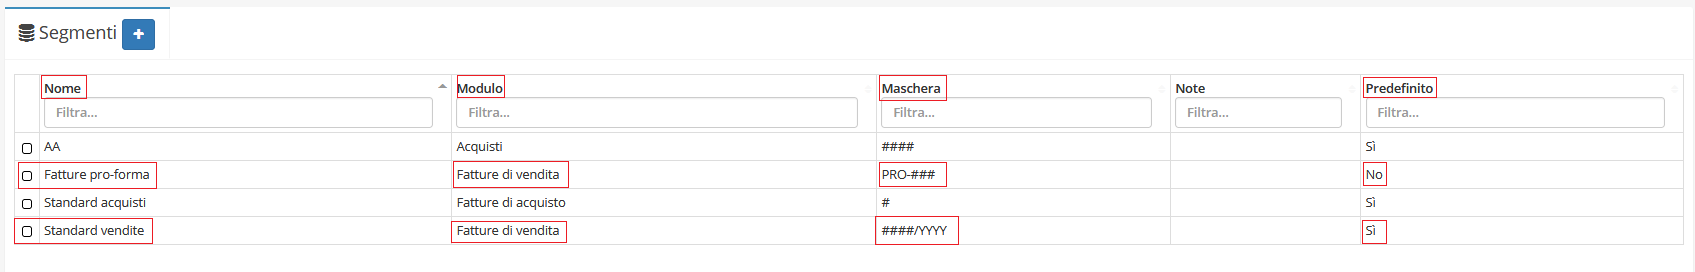 Segmenti +
Nome Modulo Maschera Note Predefinito
Filtra... Filtra... Filtra... Filtra... Filtra...
AA Acquisti #### Sì
Fatture pro-forma Fatture di vendita PRO-### No
Standard acquisti Fatture di acquisto # Sì
Standard vendite Fatture di vendita ####/YYYY Sì